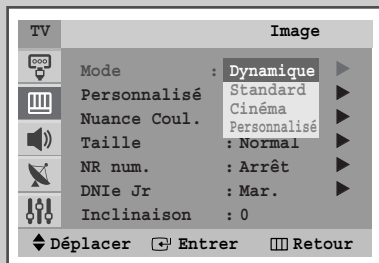 TV Image
Mode : Dynamique
Standard
Personnalisé
Cinéma
Nuance Coul.
Personnalisé
Taille : Normal
NR num. : Arrêt
DNIe Jr : Mar.
Inclinaison : 0
Déplacer Entrer Retour